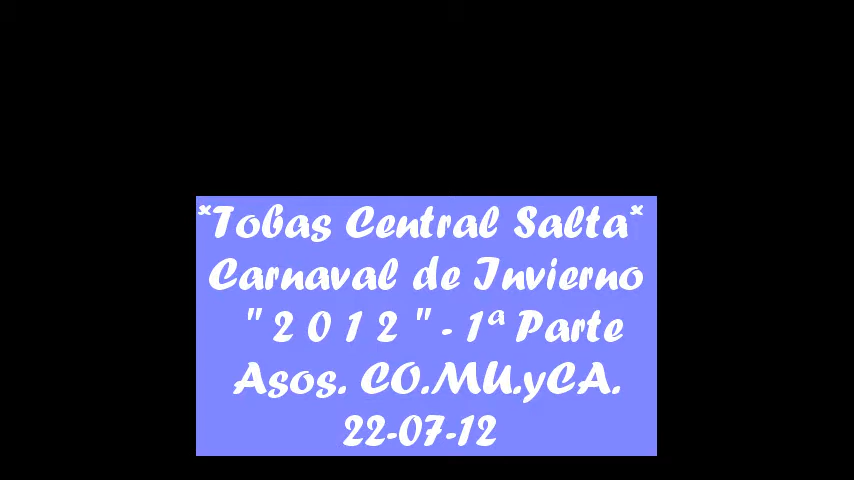 *Tobas Central Salta*
Carnaval de Invierno
" 2 0 1 2 " - 1ª Parte
Asos. CO.MU.yCA.
22-07-12